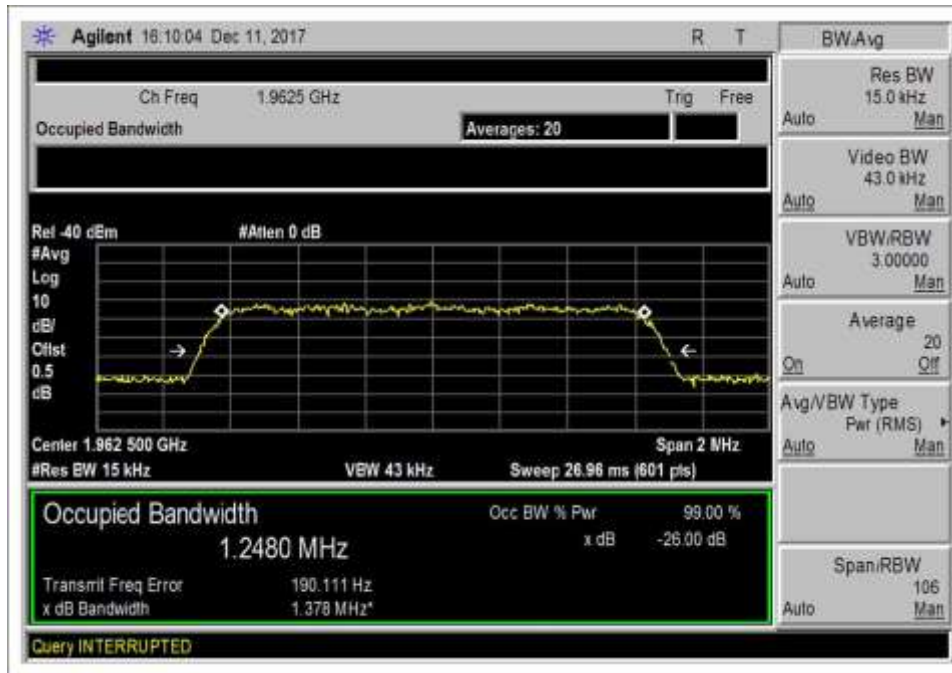 Agilent 16:10:04 Dec 11, 2017
R T
Ch Freq 1.9625 GHz
Trig Free
Occupied Bandwidth
Averages: 20
Ref -40 dBm
#Atten 0 dB
#Avg
Log
10
dB/
Offst
0.5
dB
Center 1.962 500 GHz
Span 2 MHz
#Res BW 15 kHz
VBW 43 kHz
Sweep 26.96 ms (601 pts)
Occupied Bandwidth
1.2480 MHz
Occ BW % Pwr 99.00 %
x dB -26.00 dB
Transmit Freq Error 190.111 Hz
x dB Bandwidth 1.378 MHz*
Query INTERRUPTED
BW/Avg
Res BW
15.0 kHz
Auto Man
Video BW
43.0 kHz
Auto Man
VBW/RBW
3.00000
Auto Man
Average
20
On Off
Avg/VBW Type
Pwr (RMS)
Auto Man
Span/RBW
106
Auto Man